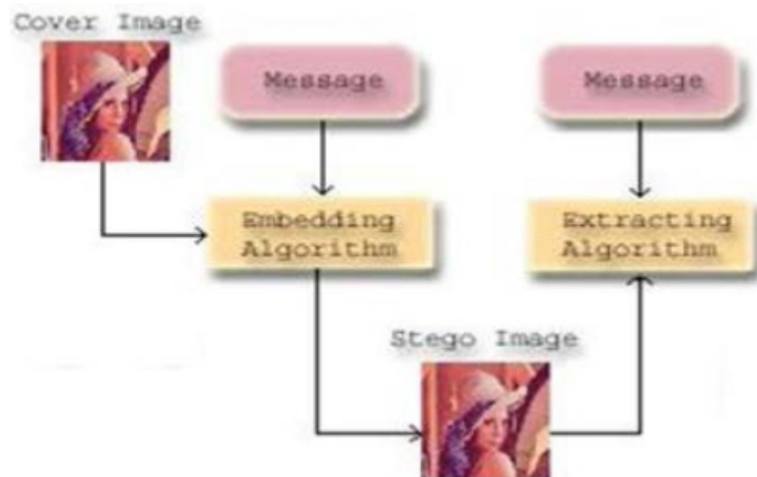 Cover Image
Message
Message
Embedding
Algorithm
Extracting
Algorithm
Stego Image